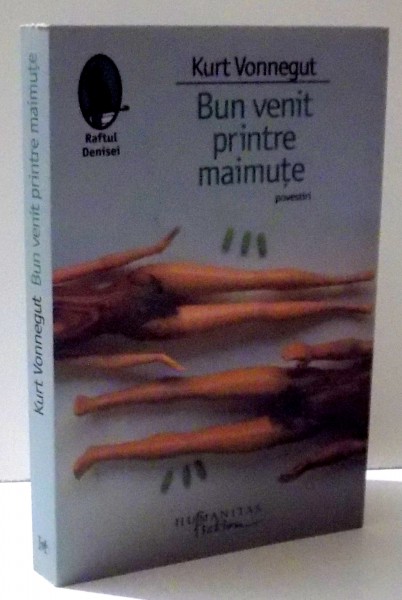 Kurt Vonnegut Bun venit printre maimuțe
Raftul
Denisei
Kurt Vonnegut
Bun venit
printre
maimuțe
povestiri
HUMANITAS
fiction